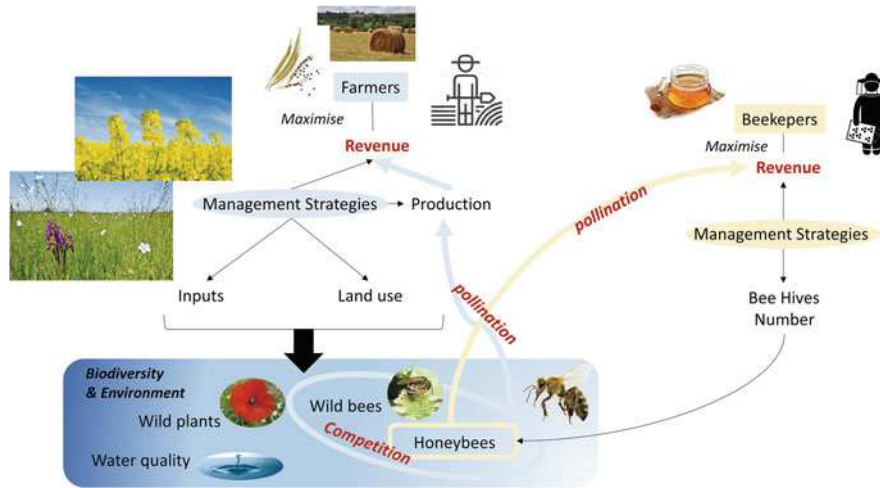 Farmers
Maximise
Revenue
Management Strategies
Production
Inputs
Land use
pollination
pollination
Beekepers
Maximise
Revenue
Management Strategies
Bee Hives
Number
Biodiversity
& Environment
Wild plants
Water quality
Wild bees
Competition
Honeybees